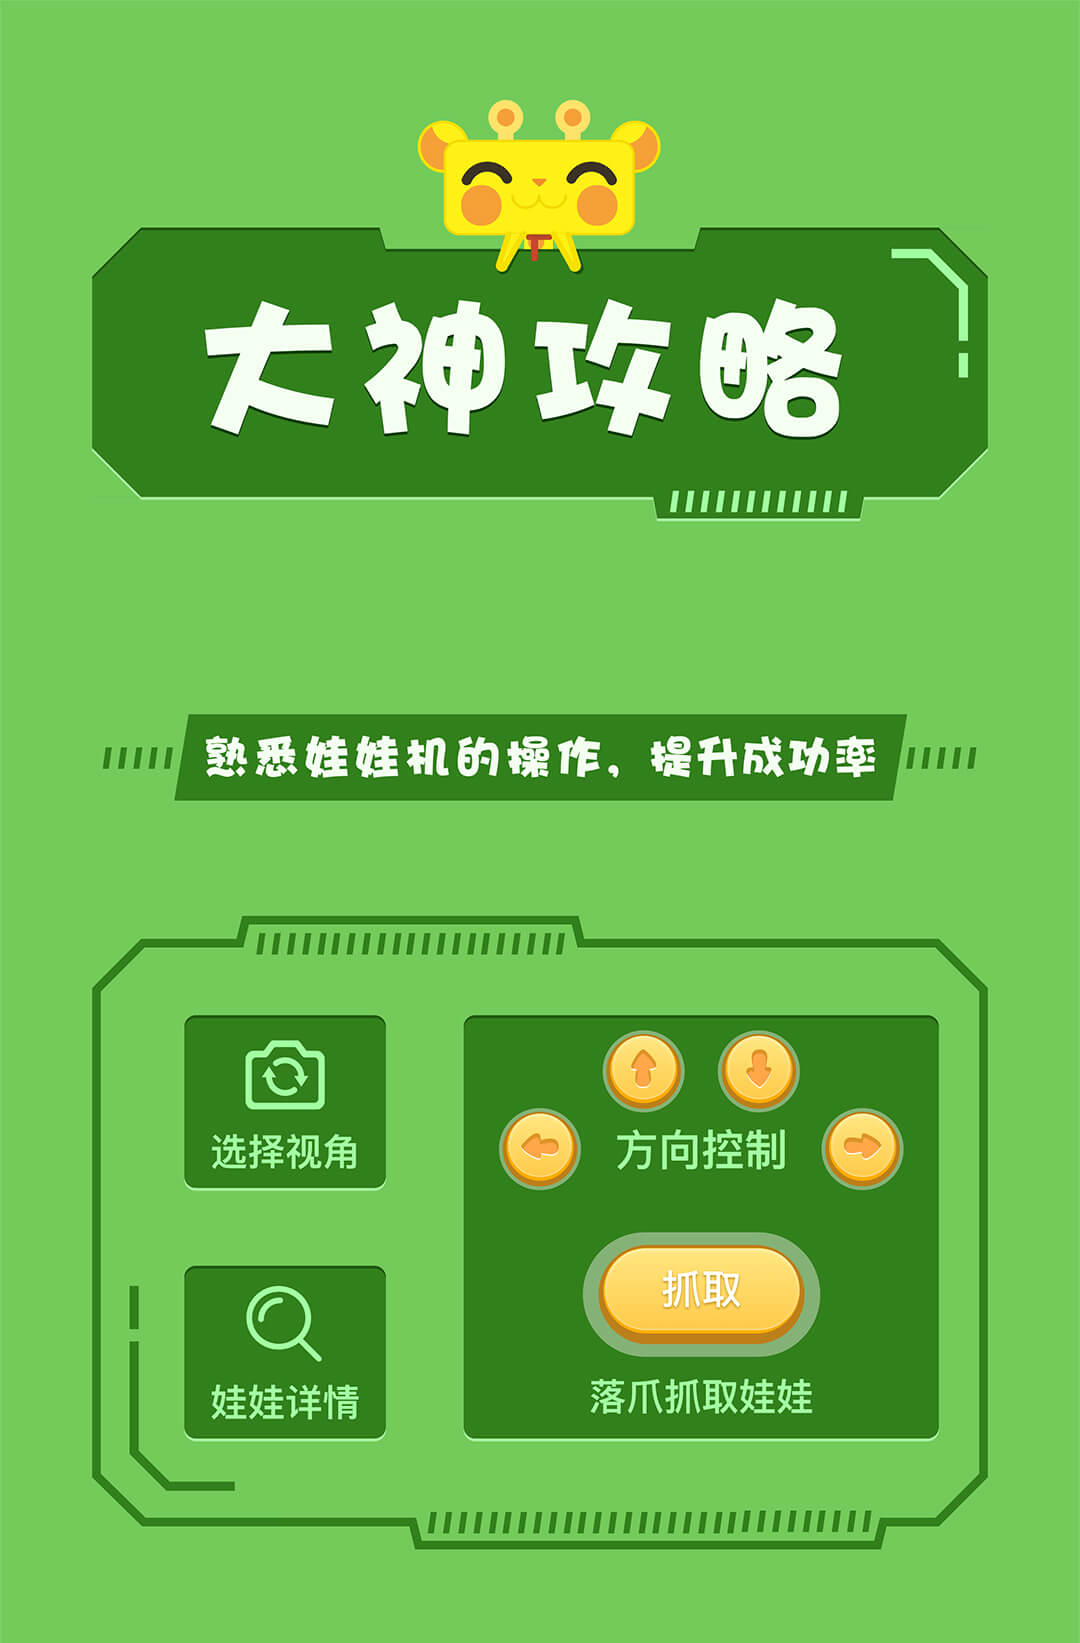 大神攻略
熟悉娃娃机的操作，提升成功率
选择视角
方向控制
抓取
娃娃详情
落爪抓取娃娃